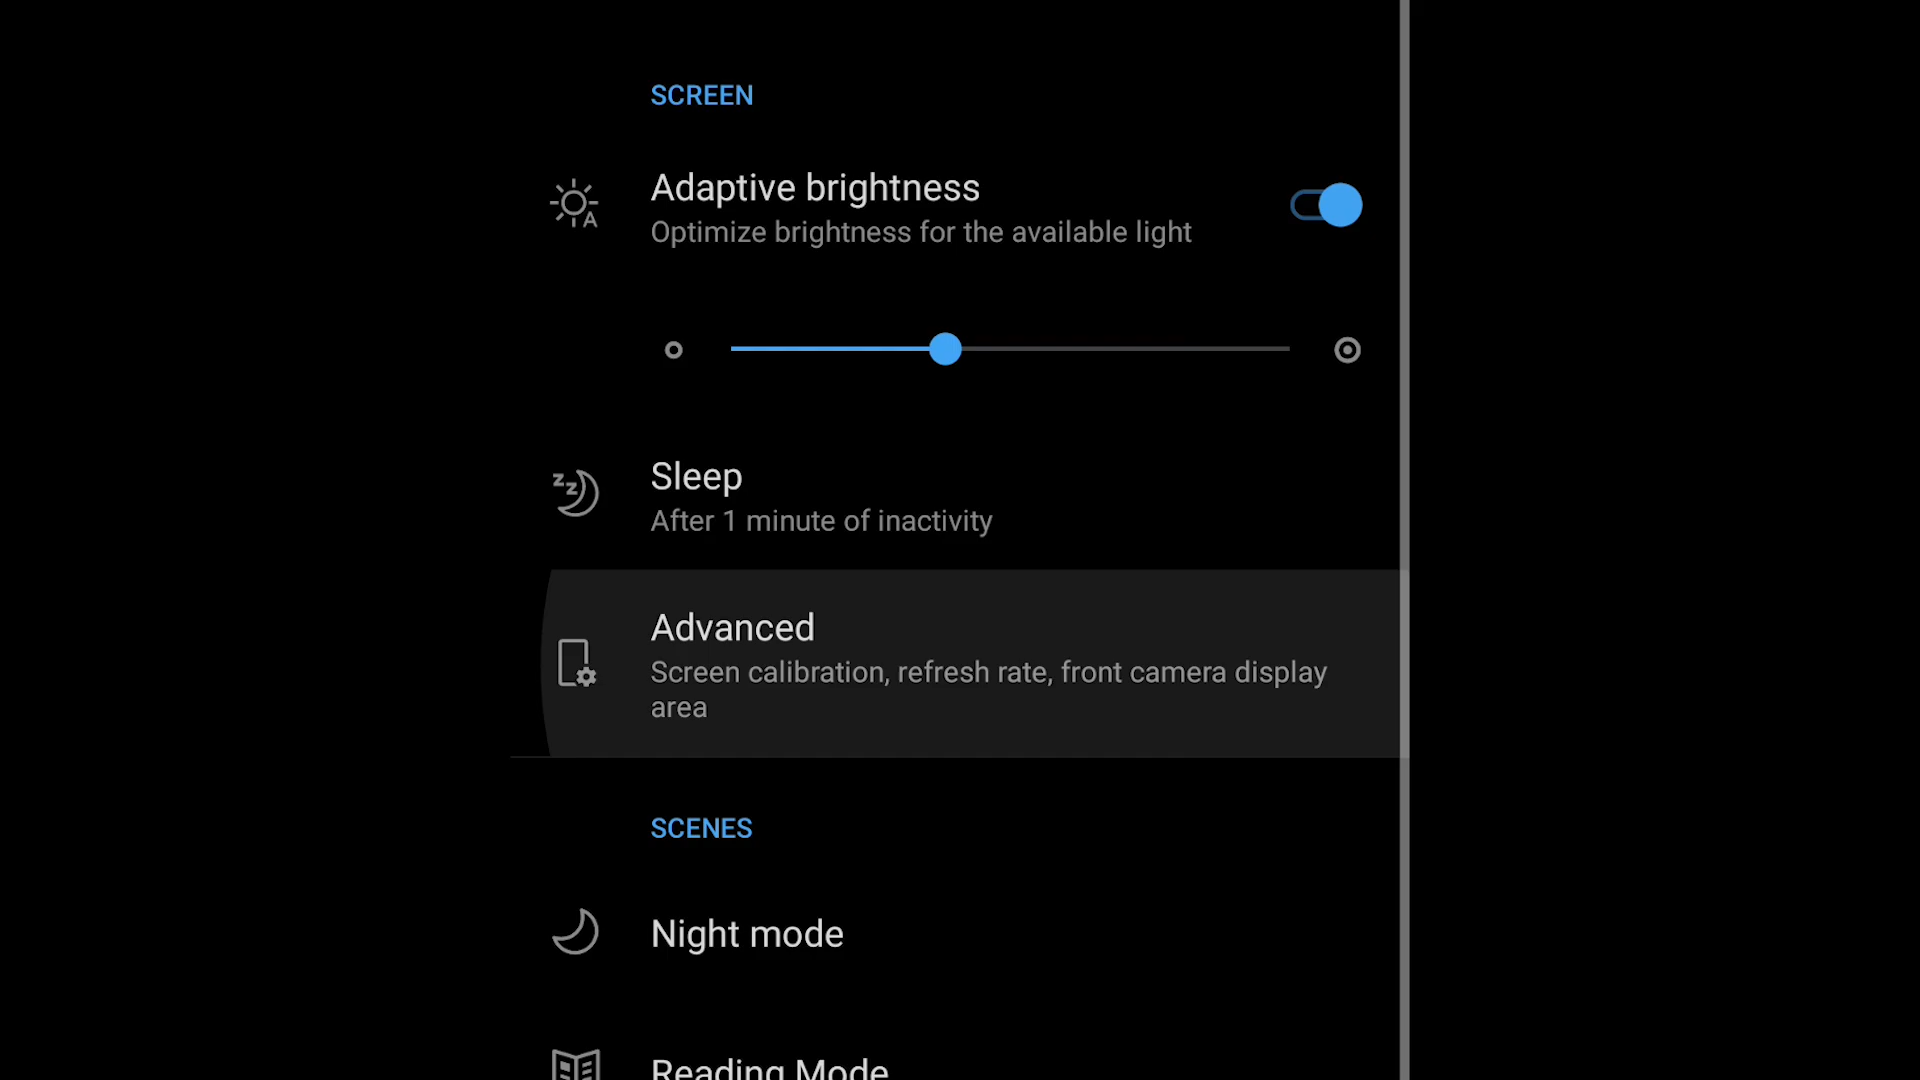 SCREEN
Adaptive brightness
Optimize brightness for the available light
Sleep
After 1 minute of inactivity
Advanced
Screen calibration, refresh rate, front camera display
area
SCENES
Night mode
Reading Mode